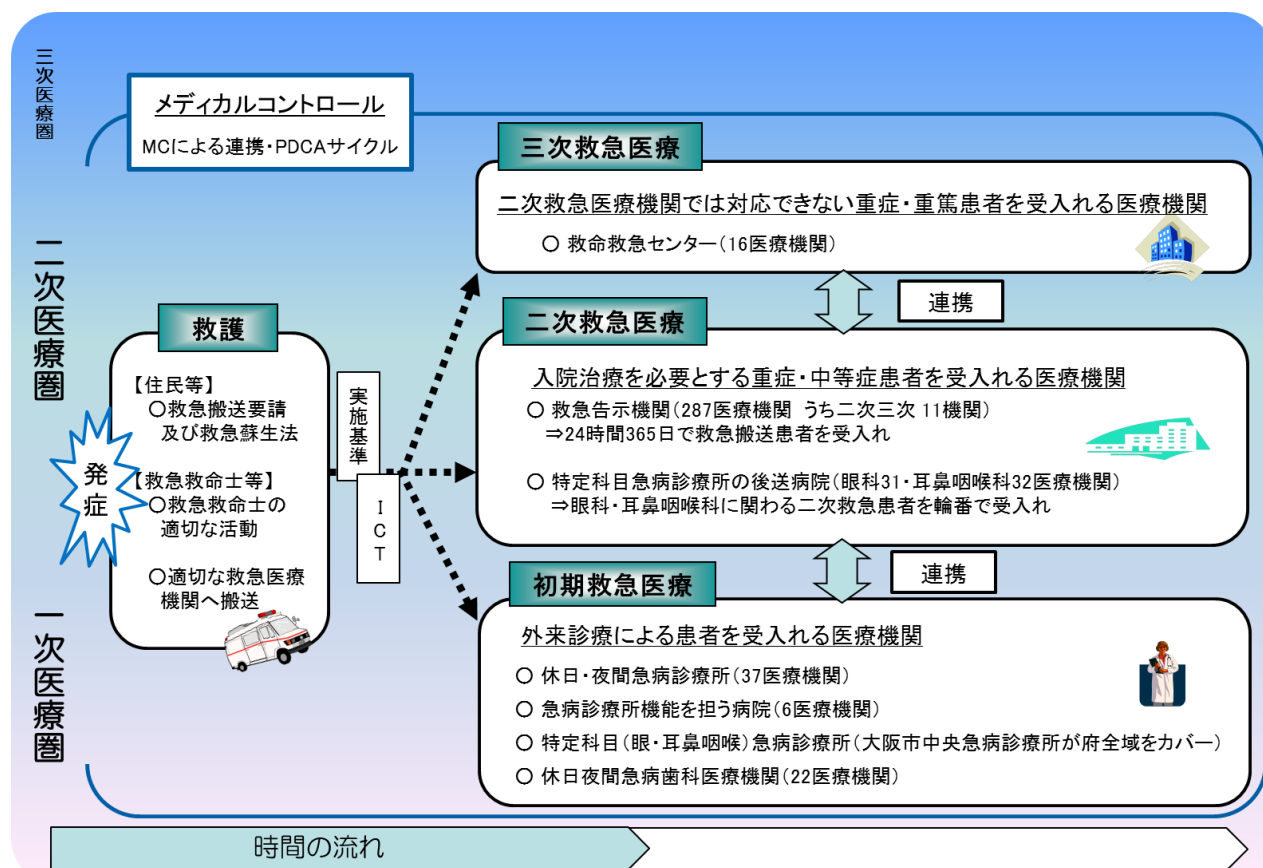 三次医療圏
メディカルコントロール
MCによる連携・PDCAサイクル
三次救急医療
二次救急医療機関では対応できない重症・重篤患者を受入れる医療機関
○ 救命救急センター(16医療機関)
連携
二次医療圏
救護
【住民等】
○救急搬送要請
及び救急蘇生法
【救急救命士等】
○救急救命士の
適切な活動
○適切な救急医療
機関へ搬送
発症
実施基準
ICT
二次救急医療
入院治療を必要とする重症・中等症患者を受入れる医療機関
○ 救急告示機関(287医療機関 うち二次三次 11機関)
⇒24時間365日で救急搬送患者を受入れ
○ 特定科目急病診療所の後送病院(眼科31・耳鼻咽喉科32医療機関)
⇒眼科・耳鼻咽喉科に関わる二次救急患者を輪番で受入れ
連携
一次医療圏
初期救急医療
外来診療による患者を受入れる医療機関
○ 休日・夜間急病診療所(37医療機関)
○ 急病診療所機能を担う病院(6医療機関)
○ 特定科目(眼・耳鼻咽喉)急病診療所(大阪市中央急病診療所が府全域をカバー)
○ 休日夜間急病歯科医療機関(22医療機関)
時間の流れ